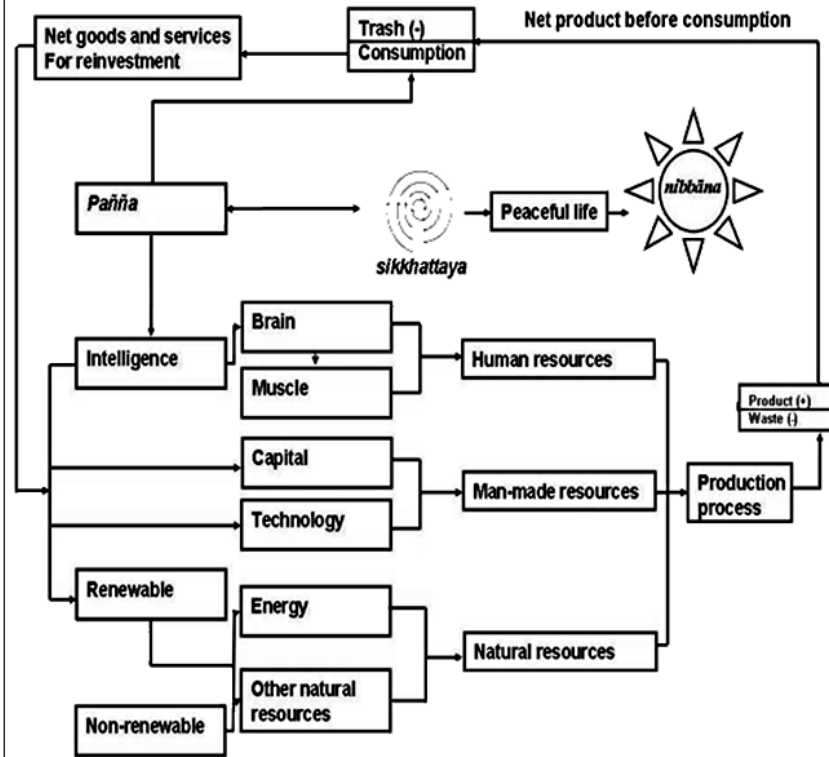 Net product before consumption
Net goods and services
For reinvestment
Trash (-)
Consumption
Pañña
sikkhattaya
Peaceful life
nibbāna
Intelligence
Brain
Muscle
Human resources
Product (+)
Waste (-)
Capital
Technology
Man-made resources
Production
process
Renewable
Energy
Natural resources
Other natural
resources
Non-renewable